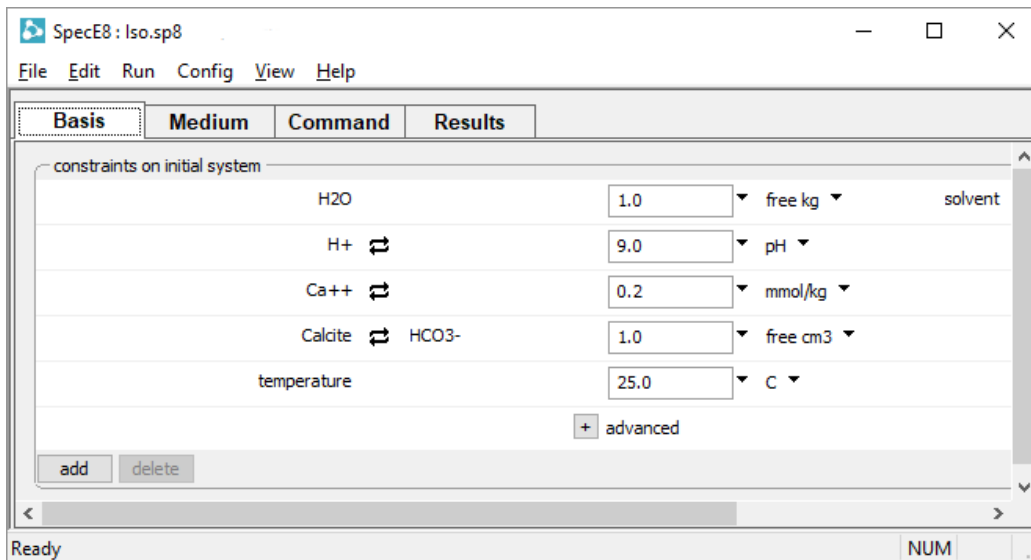 SpecE8 : Iso.sp8
File Edit Run Config View Help
Basis Medium Command Results
constraints on initial system
H2O 1.0 free kg solvent
H+ 9.0 pH
Ca++ 0.2 mmol/kg
Calcite HCO3- 1.0 free cm3
temperature 25.0 C
+ advanced
add delete
Ready NUM